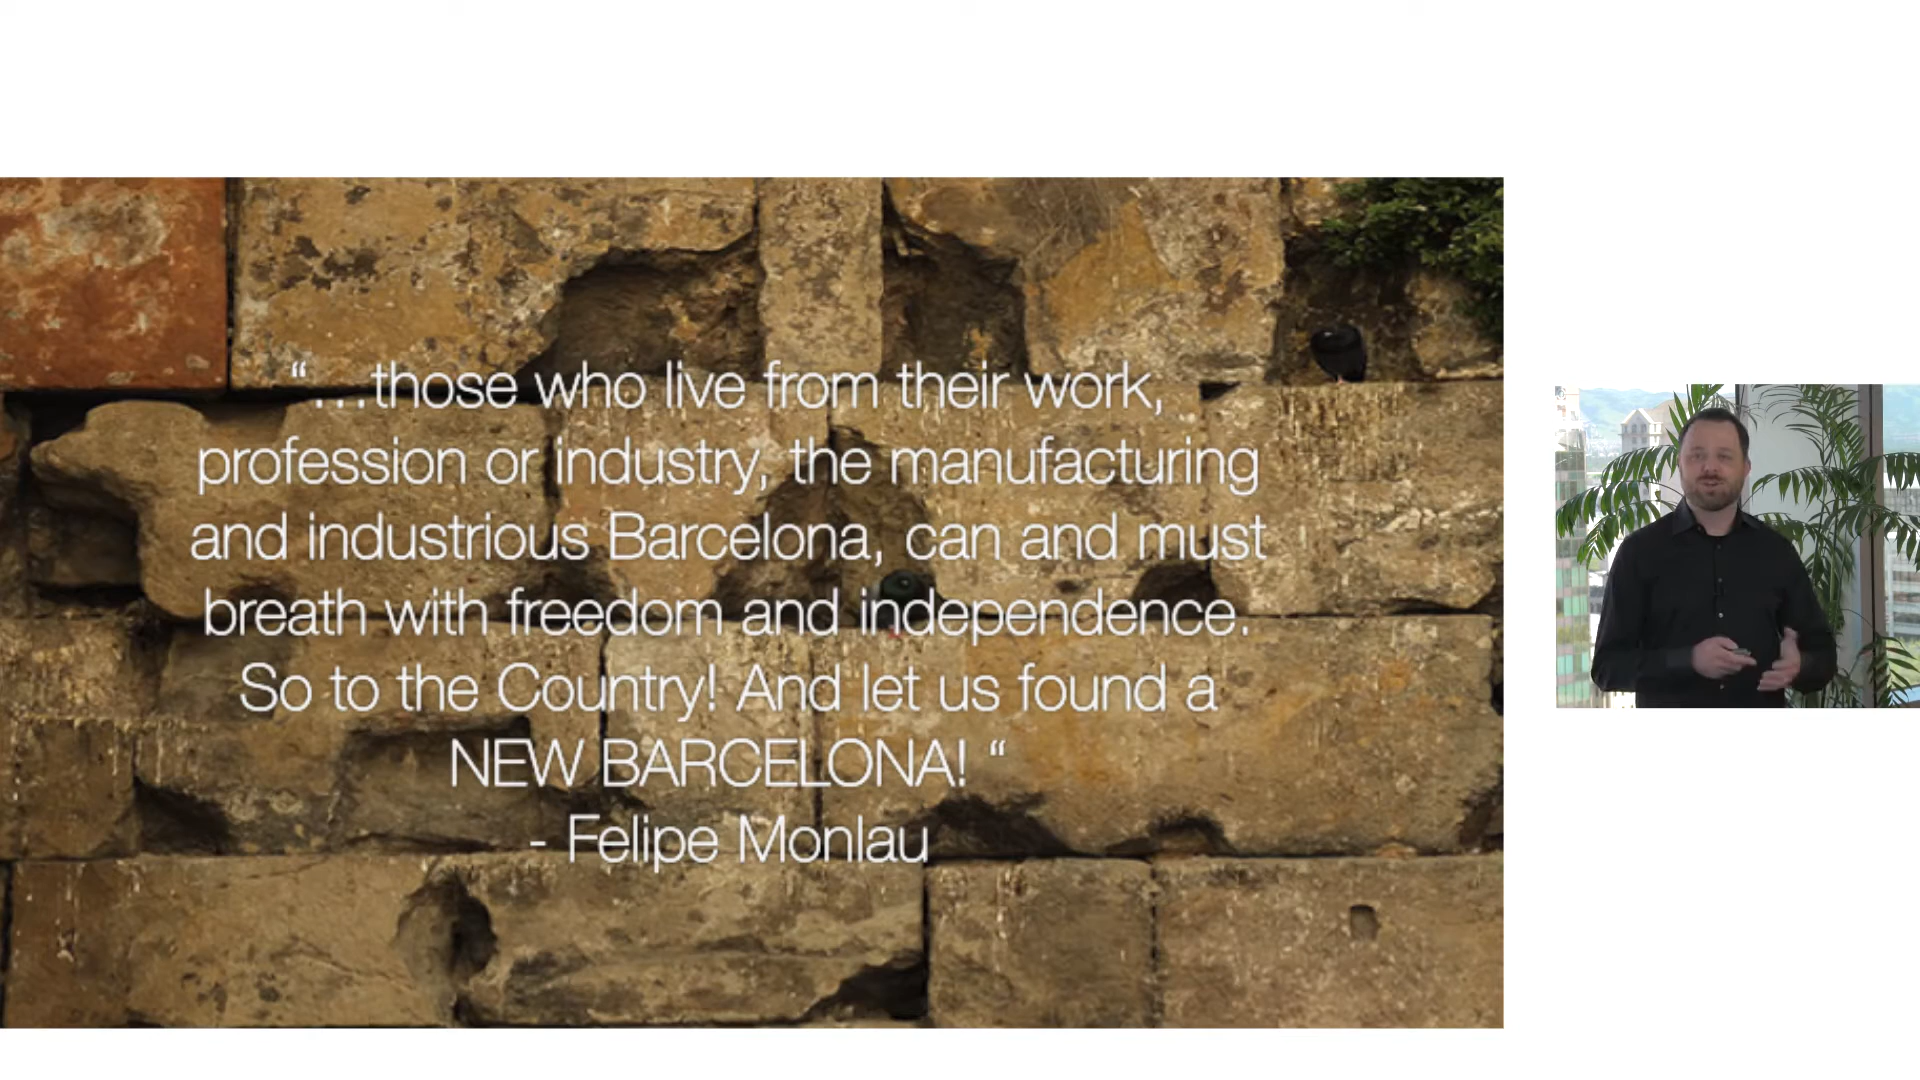 “…those who live from their work,
profession or industry, the manufacturing
and industrious Barcelona, can and must
breath with freedom and independence.
So to the Country! And let us found a
NEW BARCELONA! “
- Felipe Monlau